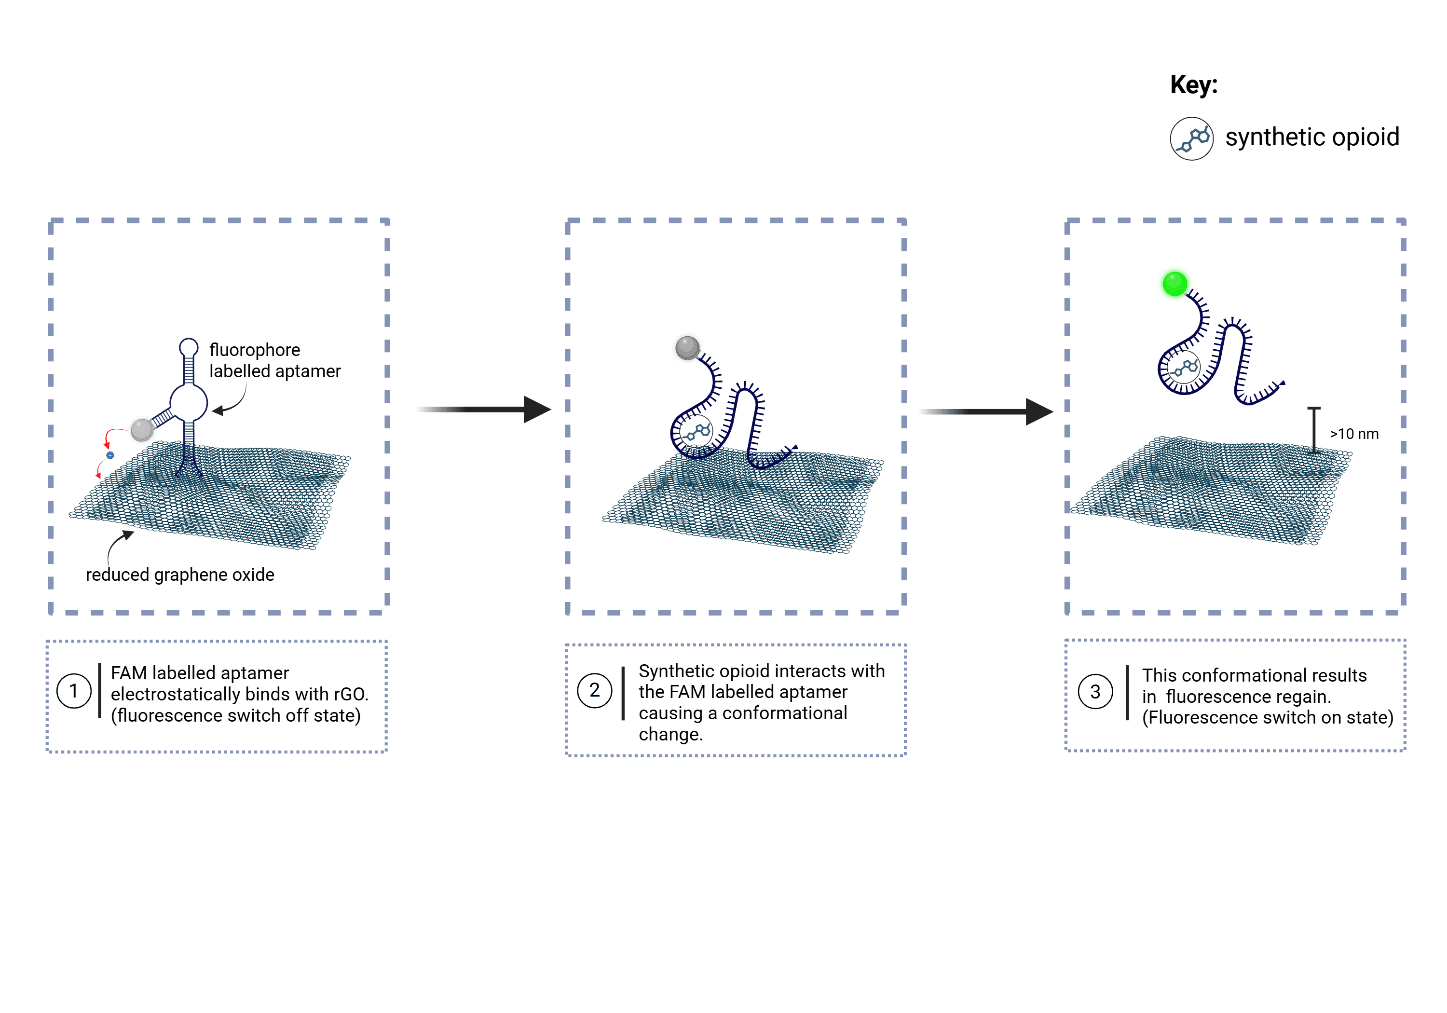 Key:
synthetic opioid
fluorophore
labelled aptamer
reduced graphene oxide
>10 nm
1
FAM labelled aptamer
electrostatically binds with rGO.
(fluorescence switch off state)
2
Synthetic opioid interacts with
the FAM labelled aptamer
causing a conformational
change.
3
This conformational results
in fluorescence regain.
(Fluorescence switch on state)